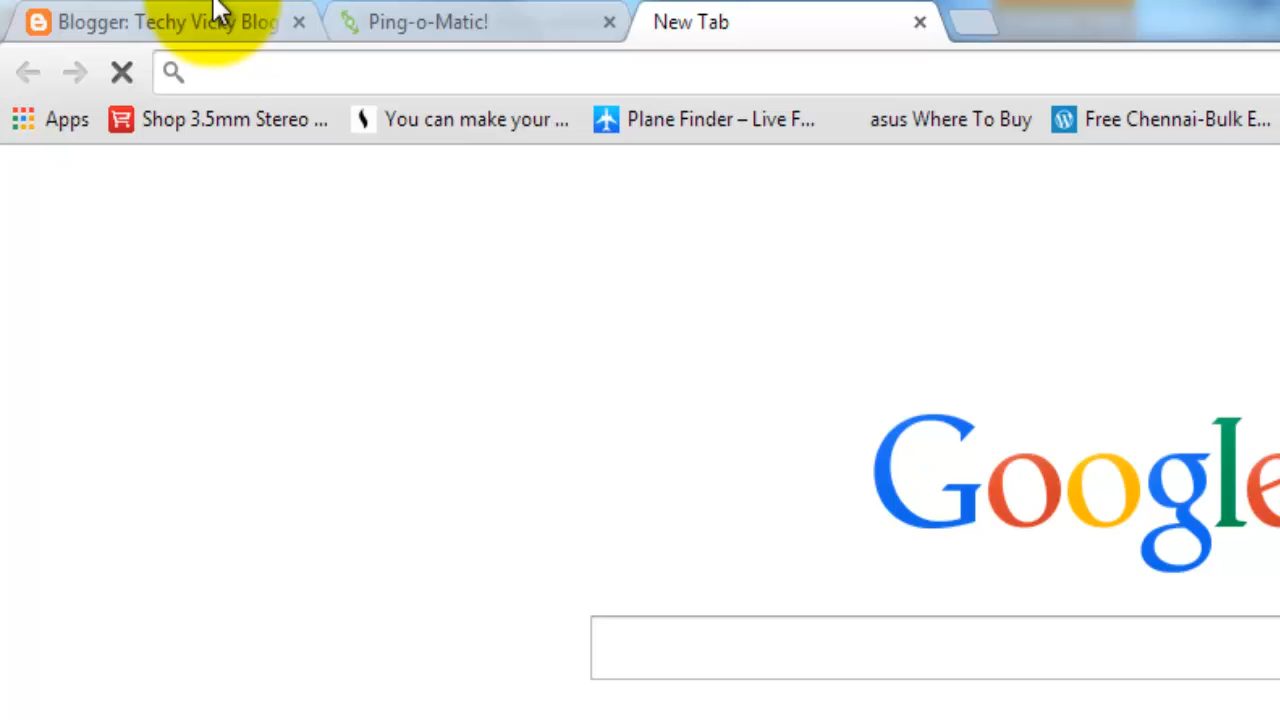 Blogger: Techy Vicky Blog
Ping-o-Matic!
New Tab
Apps
Shop 3.5mm Stereo ...
You can make your ...
Plane Finder – Live F...
asus Where To Buy
Free Chennai-Bulk E...
Google